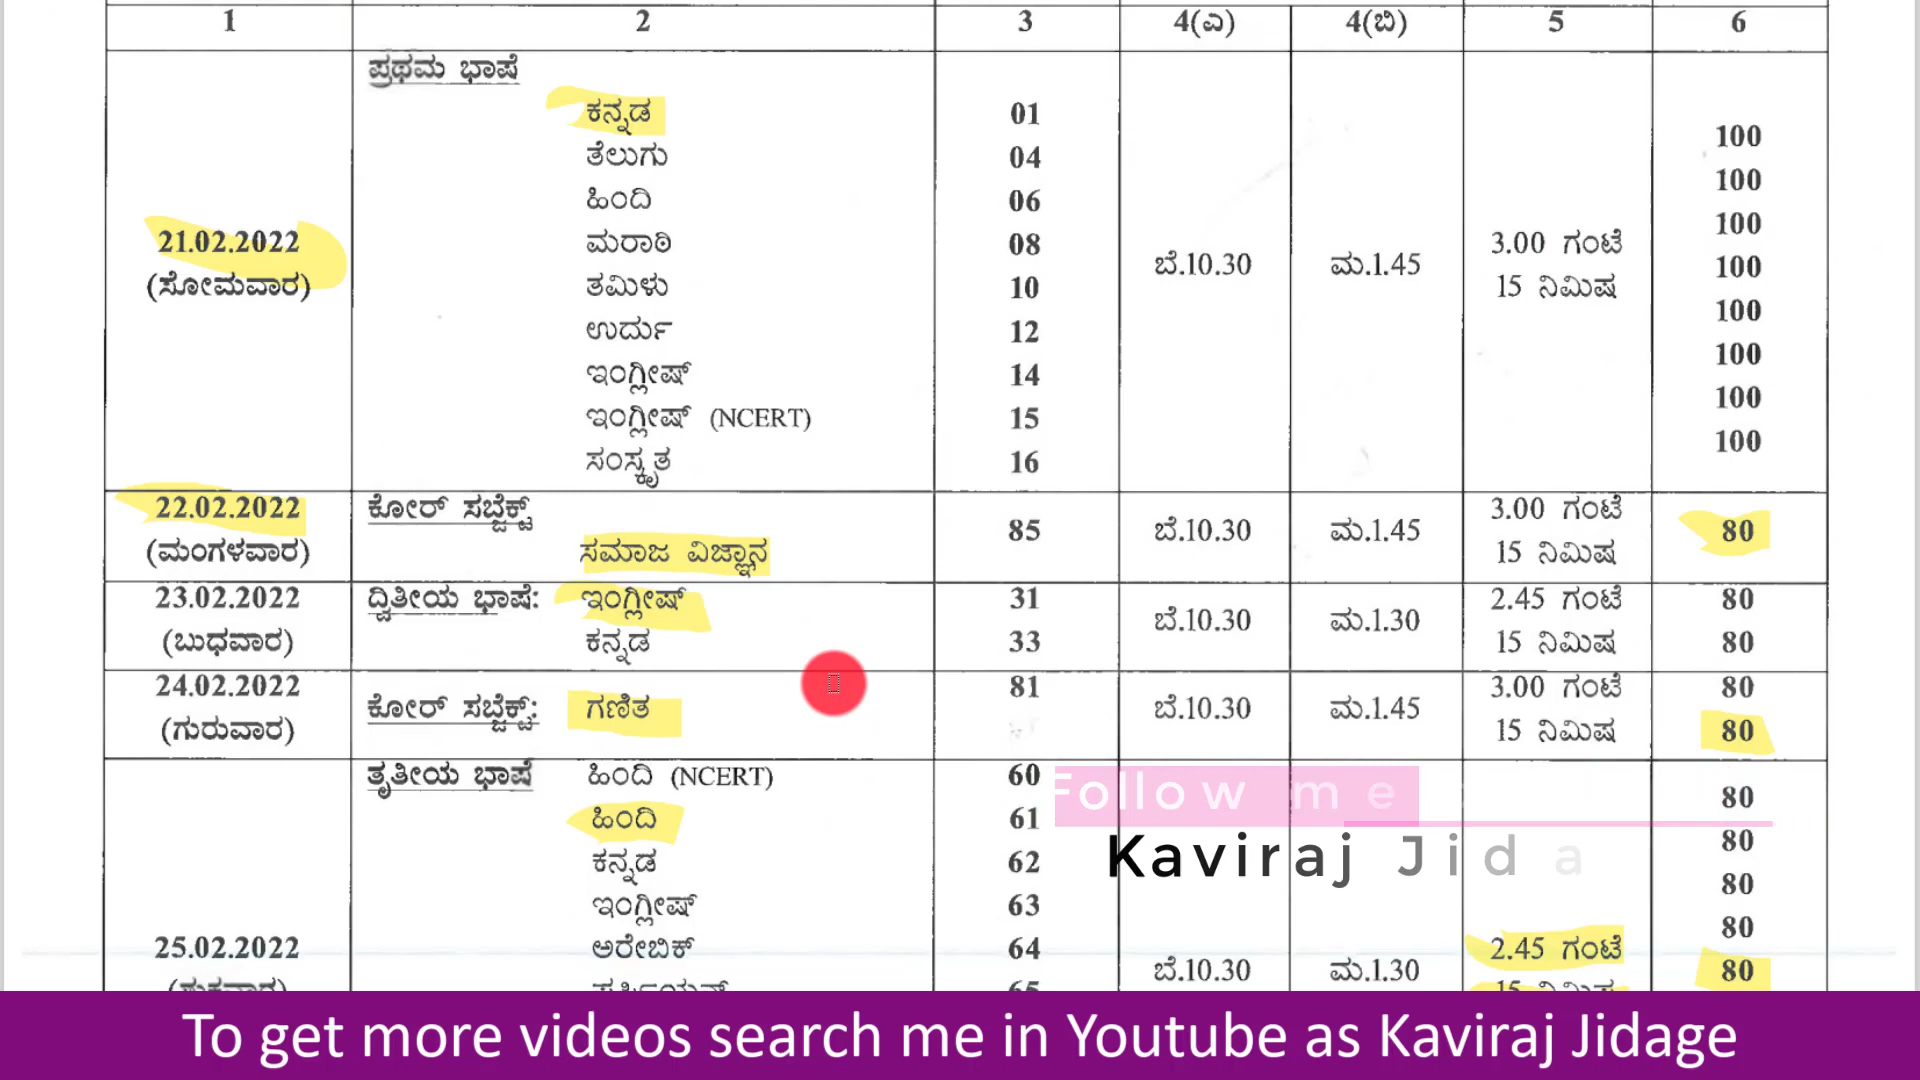 1 2 3 4(ಎ) 4(ಬಿ) 5 6
ಪ್ರಥಮ ಭಾಷೆ
ಕನ್ನಡ 01
100
ತೆಲುಗು 04
100
ಹಿಂದಿ 06
100
21.02.2022 ಮರಾಠಿ 08 3.00 ಗಂಟೆ
ಬೆ.10.30 ಮ.1.45 100
(ಸೋಮವಾರ) ತಮಿಳು 10 15 ನಿಮಿಷ
100
ಉರ್ದು 12
100
ಇಂಗ್ಲೀಷ್ 14
100
ಇಂಗ್ಲೀಷ್ (NCERT) 15
100
ಸಂಸ್ಕೃತ 16
22.02.2022 ಕೋರ್ ಸಬ್ಜೆಕ್ಟ್ 3.00 ಗಂಟೆ
85 ಬೆ.10.30 ಮ.1.45 80
(ಮಂಗಳವಾರ) ಸಮಾಜ ವಿಜ್ಞಾನ 15 ನಿಮಿಷ
23.02.2022 ದ್ವಿತೀಯ ಭಾಷೆ: ಇಂಗ್ಲೀಷ್ 31 2.45 ಗಂಟೆ 80
ಬೆ.10.30 ಮ.1.30
(ಬುಧವಾರ) ಕನ್ನಡ 33 15 ನಿಮಿಷ 80
24.02.2022 81 3.00 ಗಂಟೆ 80
ಕೋರ್ ಸಬ್ಜೆಕ್ಟ್: ಗಣಿತ ಬೆ.10.30 ಮ.1.45
(ಗುರುವಾರ) 15 ನಿಮಿಷ 80
ತೃತೀಯ ಭಾಷೆ ಹಿಂದಿ (NCERT) 60
Follow me 80
ಹಿಂದಿ 61
80
ಕನ್ನಡ 62
Kaviraj Jida
80
ಇಂಗ್ಲೀಷ್ 63
80
25.02.2022 ಅರೇಬಿಕ್ 64 2.45 ಗಂಟೆ
ಬೆ.10.30 ಮ.1.30 80
To get more videos search me in Youtube as Kaviraj Jidage